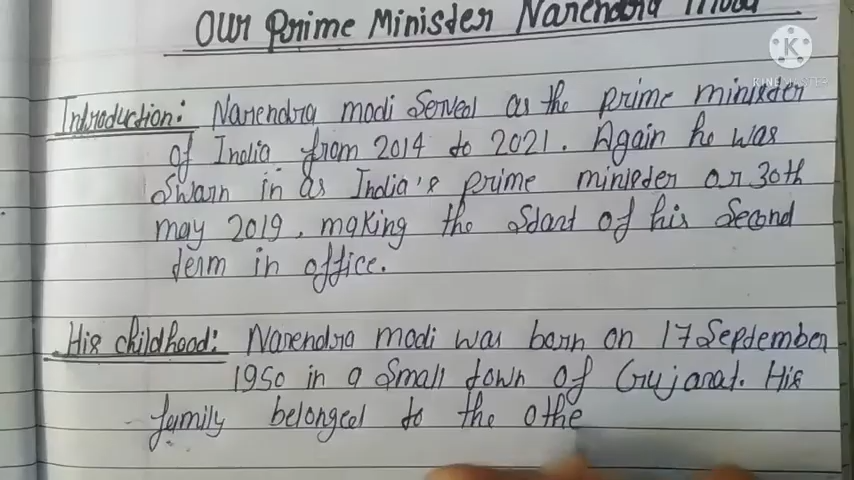 Our Prime Minister Narendra Modi
K
KINEMASTER
Introduction: Narendra modi Served as the prime minister
of India from 2014 to 2021. Again he was
Swarn in as India's prime minister on 30th
may 2019, making the Start of his Second
term in office.
His childhood: Narendra modi was born on 17 September
1950 in a Small town of Gujarat. His
family belonged to the othe